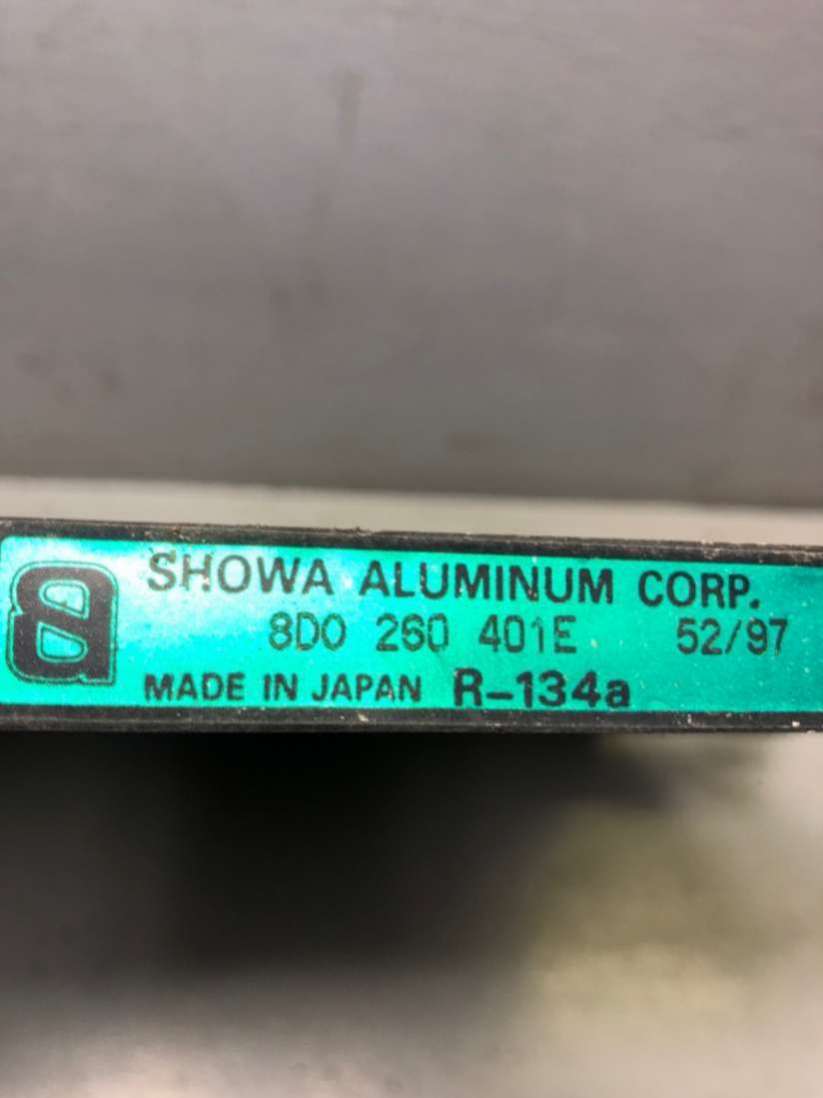 SHOWA ALUMINUM CORP.
8D0 260 401E 52/97
MADE IN JAPAN R-134a